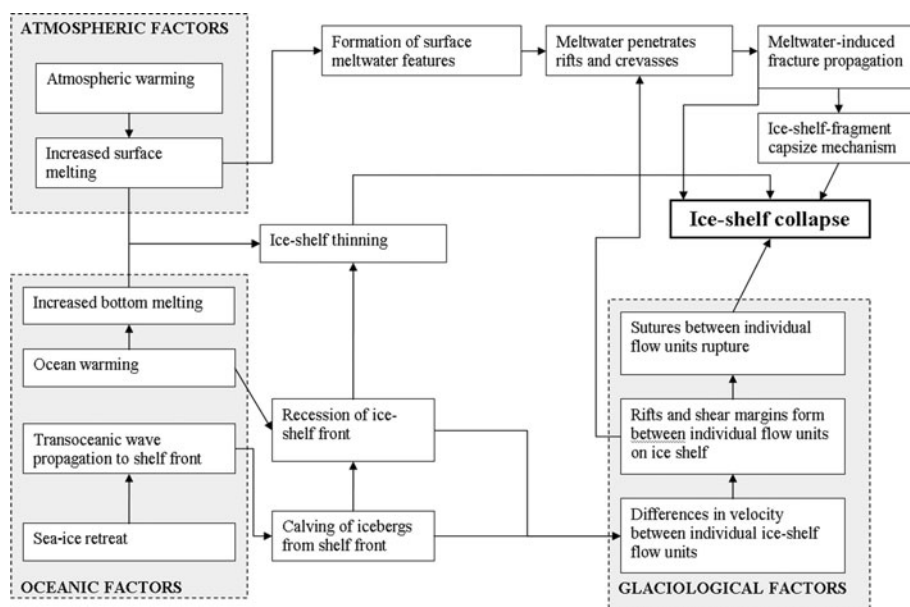 ATMOSPHERIC FACTORS
Atmospheric warming
Increased surface
melting
Formation of surface
meltwater features
Meltwater penetrates
rifts and crevasses
Meltwater-induced
fracture propagation
Ice-shelf-fragment
capsize mechanism
Ice-shelf collapse
Ice-shelf thinning
Increased bottom melting
Ocean warming
Transoceanic wave
propagation to shelf front
Sea-ice retreat
OCEANIC FACTORS
Recession of ice-
shelf front
Calving of icebergs
from shelf front
Sutures between individual
flow units rupture
Rifts and shear margins form
between individual flow units
on ice shelf
Differences in velocity
between individual ice-shelf
flow units
GLACIOLOGICAL FACTORS